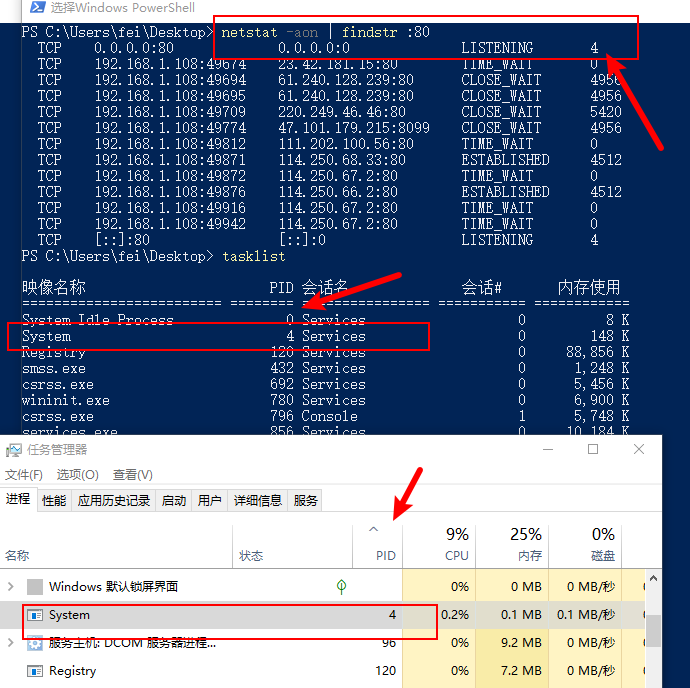 选择Windows PowerShell
PS C:\Users\fei\Desktop> netstat -aon | findstr :80
TCP 0.0.0.0:80 0.0.0.0:0 LISTENING 4
TCP 192.168.1.108:49674 23.42.181.15:80 TIME_WAIT 0
TCP 192.168.1.108:49694 61.240.128.239:80 CLOSE_WAIT 4956
TCP 192.168.1.108:49695 61.240.128.239:80 CLOSE_WAIT 4956
TCP 192.168.1.108:49709 220.249.46.46:80 CLOSE_WAIT 5420
TCP 192.168.1.108:49774 47.101.179.215:8099 CLOSE_WAIT 4956
TCP 192.168.1.108:49812 111.202.100.56:80 TIME_WAIT 0
TCP 192.168.1.108:49871 114.250.68.33:80 ESTABLISHED 4512
TCP 192.168.1.108:49872 114.250.67.2:80 TIME_WAIT 0
TCP 192.168.1.108:49876 114.250.66.2:80 ESTABLISHED 4512
TCP 192.168.1.108:49916 114.250.67.2:80 TIME_WAIT 0
TCP 192.168.1.108:49942 114.250.67.2:80 TIME_WAIT 0
TCP [::]:80 [::]:0 LISTENING 4
PS C:\Users\fei\Desktop> tasklist
映像名称 PID 会话名 会话# 内存使用
========================= ======== ================ =========== ============
System Idle Process 0 Services 0 8 K
System 4 Services 0 148 K
Registry 120 Services 0 88,856 K
smss.exe 432 Services 0 1,248 K
csrss.exe 692 Services 0 5,456 K
wininit.exe 780 Services 0 6,900 K
csrss.exe 796 Console 1 5,748 K
services.exe 856 Services 0 10,184 K
任务管理器
文件(F) 选项(O) 查看(V)
进程 性能 应用历史记录 启动 用户 详细信息 服务
9% 25% 0%
名称 状态 PID CPU 内存 磁盘
Windows 默认锁屏界面 0% 0 MB 0 MB/秒
System 4 0.2% 0.1 MB 0.1 MB/秒
服务主机: DCOM 服务器进程... 96 0% 9.2 MB 0 MB/秒
Registry 120 0% 7.2 MB 0 MB/秒